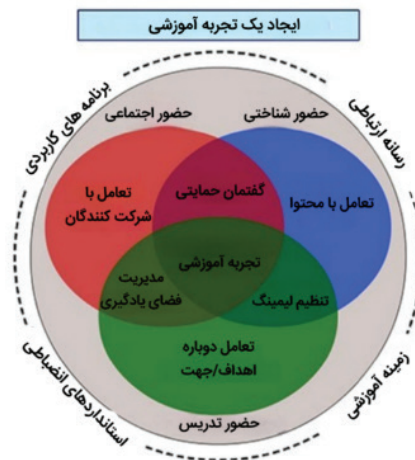 ایجاد یک تجربه آموزشی
برنامه های کاربردی
رسانه ارتباطی
حضور اجتماعی
حضور شناختی
تعامل با
شرکت کنندگان
گفتمان حمایتی
تعامل با محتوا
تجربه آموزشی
مدیریت
فضای یادگیری
تنظیم لیمینگ
تعامل دوباره
اهداف/جهت
حضور تدریس
استانداردهای انضباطی
زمینه آموزشی